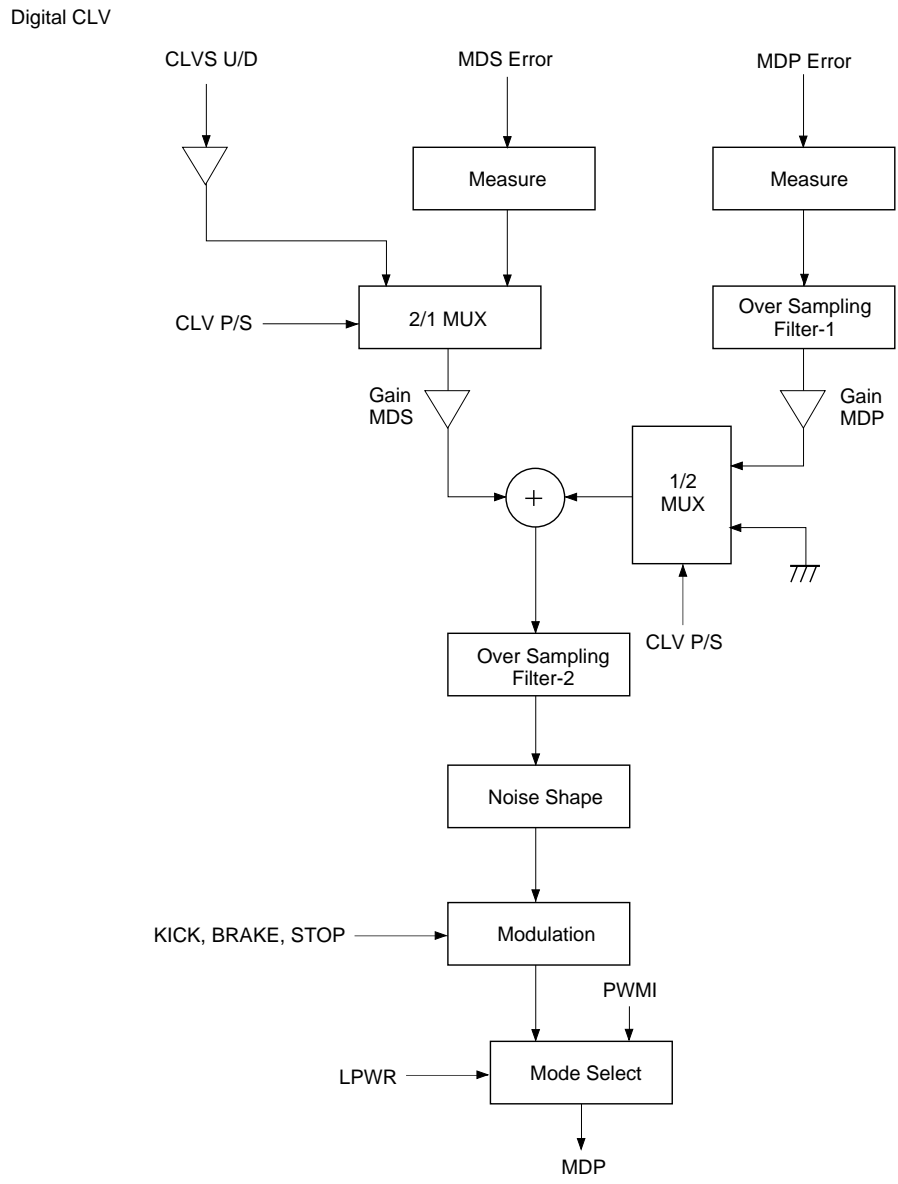 Digital CLV
CLVS U/D
MDS Error
MDP Error
Measure
Measure
CLV P/S
2/1 MUX
Over Sampling
Filter-1
Gain
MDS
Gain
MDP
1/2
MUX
+
CLV P/S
Over Sampling
Filter-2
Noise Shape
KICK, BRAKE, STOP
Modulation
PWMI
LPWR
Mode Select
MDP